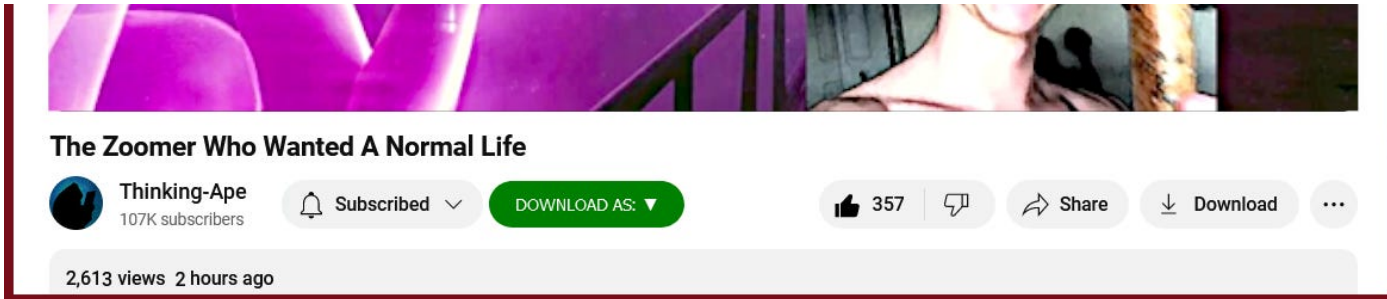 The Zoomer Who Wanted A Normal Life
Thinking-Ape
107K subscribers
Subscribed
DOWNLOAD AS: ▼
357
Share
Download
...
2,613 views 2 hours ago